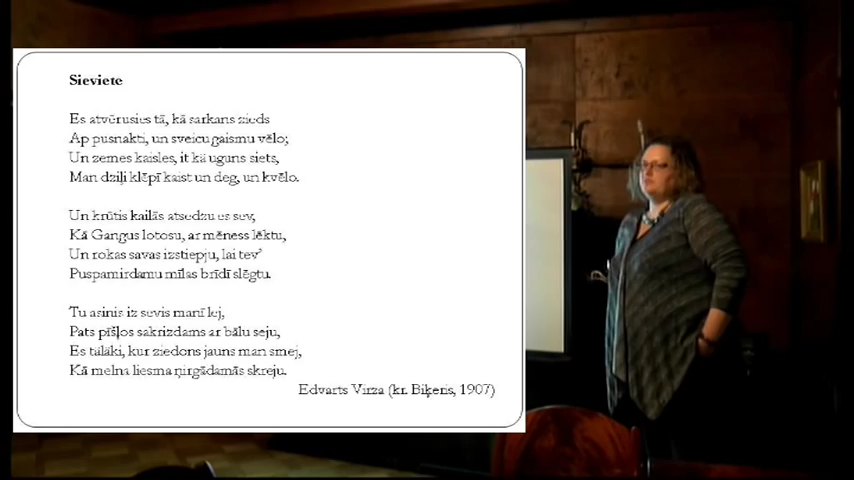 Sieviete
Es atvērusies tā, kā sarkans zieds
Ap pusnakti, un sveicu gaismu vēlo;
Un zemes kaisles, it kā uguns siets,
Man dziļi klēpī kaist un deg, un kvēlo.
Un krūtis kailās atsedzu es sev,
Kā Gangus lotosu, ar mēness lēktu,
Un rokas savas izstiepju, lai tev'
Puspamirdamu mīlas brīdī slēgtu.
Tu asinis iz sevis manī lej,
Pats pīšļos sakrizdams ar bālu seju,
Es tālāki, kur ziedons jauns man smej,
Kā melna liesma ņirgādamās skreju.
Edvarts Virza (kr. Biķeris, 1907)